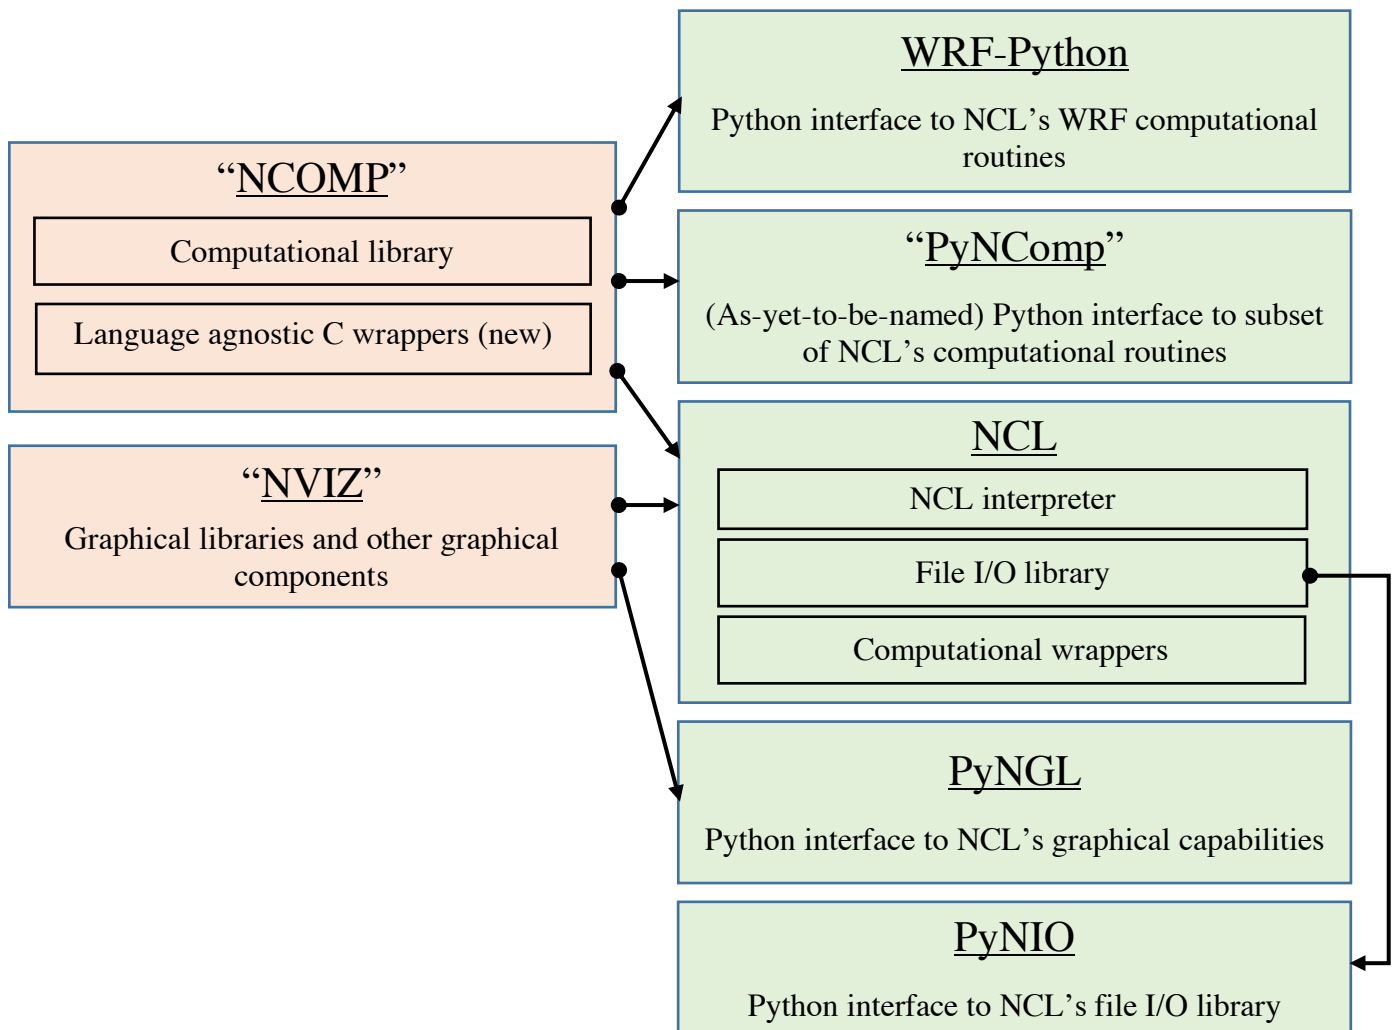 “NCOMP”
Computational library
Language agnostic C wrappers (new)
“NVIZ”
Graphical libraries and other graphical
components
WRF-Python
Python interface to NCL’s WRF computational
routines
“PyNComp”
(As-yet-to-be-named) Python interface to subset
of NCL’s computational routines
NCL
NCL interpreter
File I/O library
Computational wrappers
PyNGL
Python interface to NCL’s graphical capabilities
PyNIO
Python interface to NCL’s file I/O library